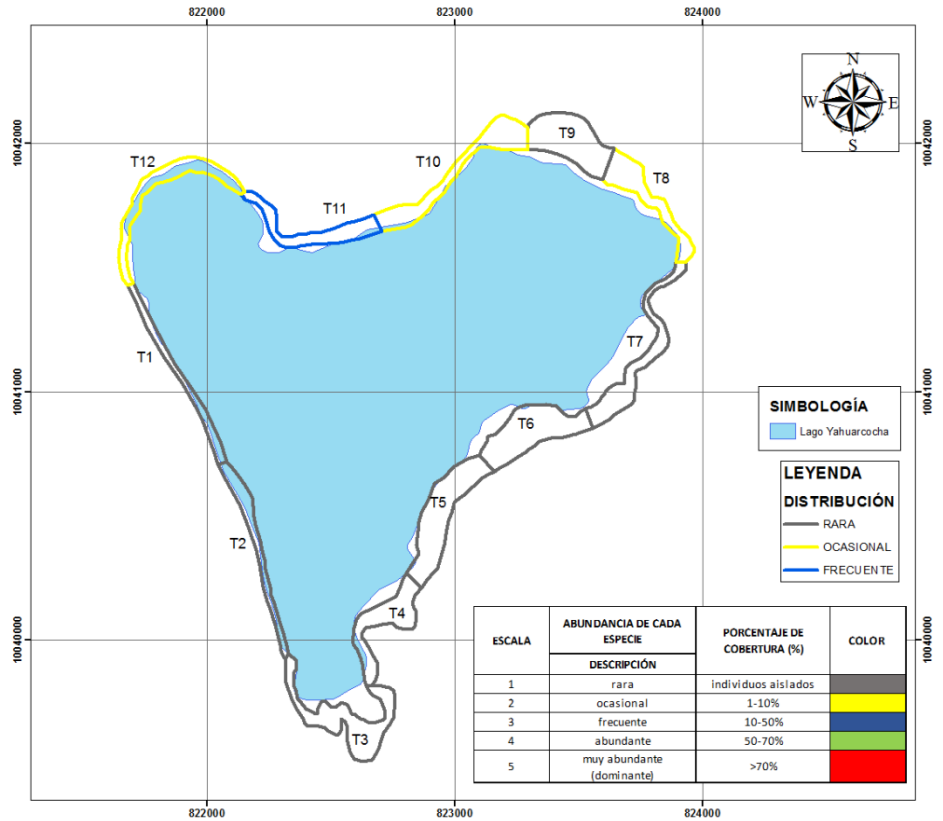 822000 823000 824000
10042000
10041000
10040000
N
W E
S
T9
T10
T8
T12
T11
T7
T1
T6
T5
T2
T4
T3
10042000
10041000
10040000
SIMBOLOGÍA
Lago Yahuarcocha
LEYENDA
DISTRIBUCIÓN
RARA
OCASIONAL
FRECUENTE
ESCALA
ABUNDANCIA DE CADA
ESPECIE
DESCRIPCIÓN
PORCENTAJE DE
COBERTURA (%)
COLOR
1 rara individuos aislados
2 ocasional 1-10%
3 frecuente 10-50%
4 abundante 50-70%
5 muy abundante
(dominante) >70%
822000 823000 824000